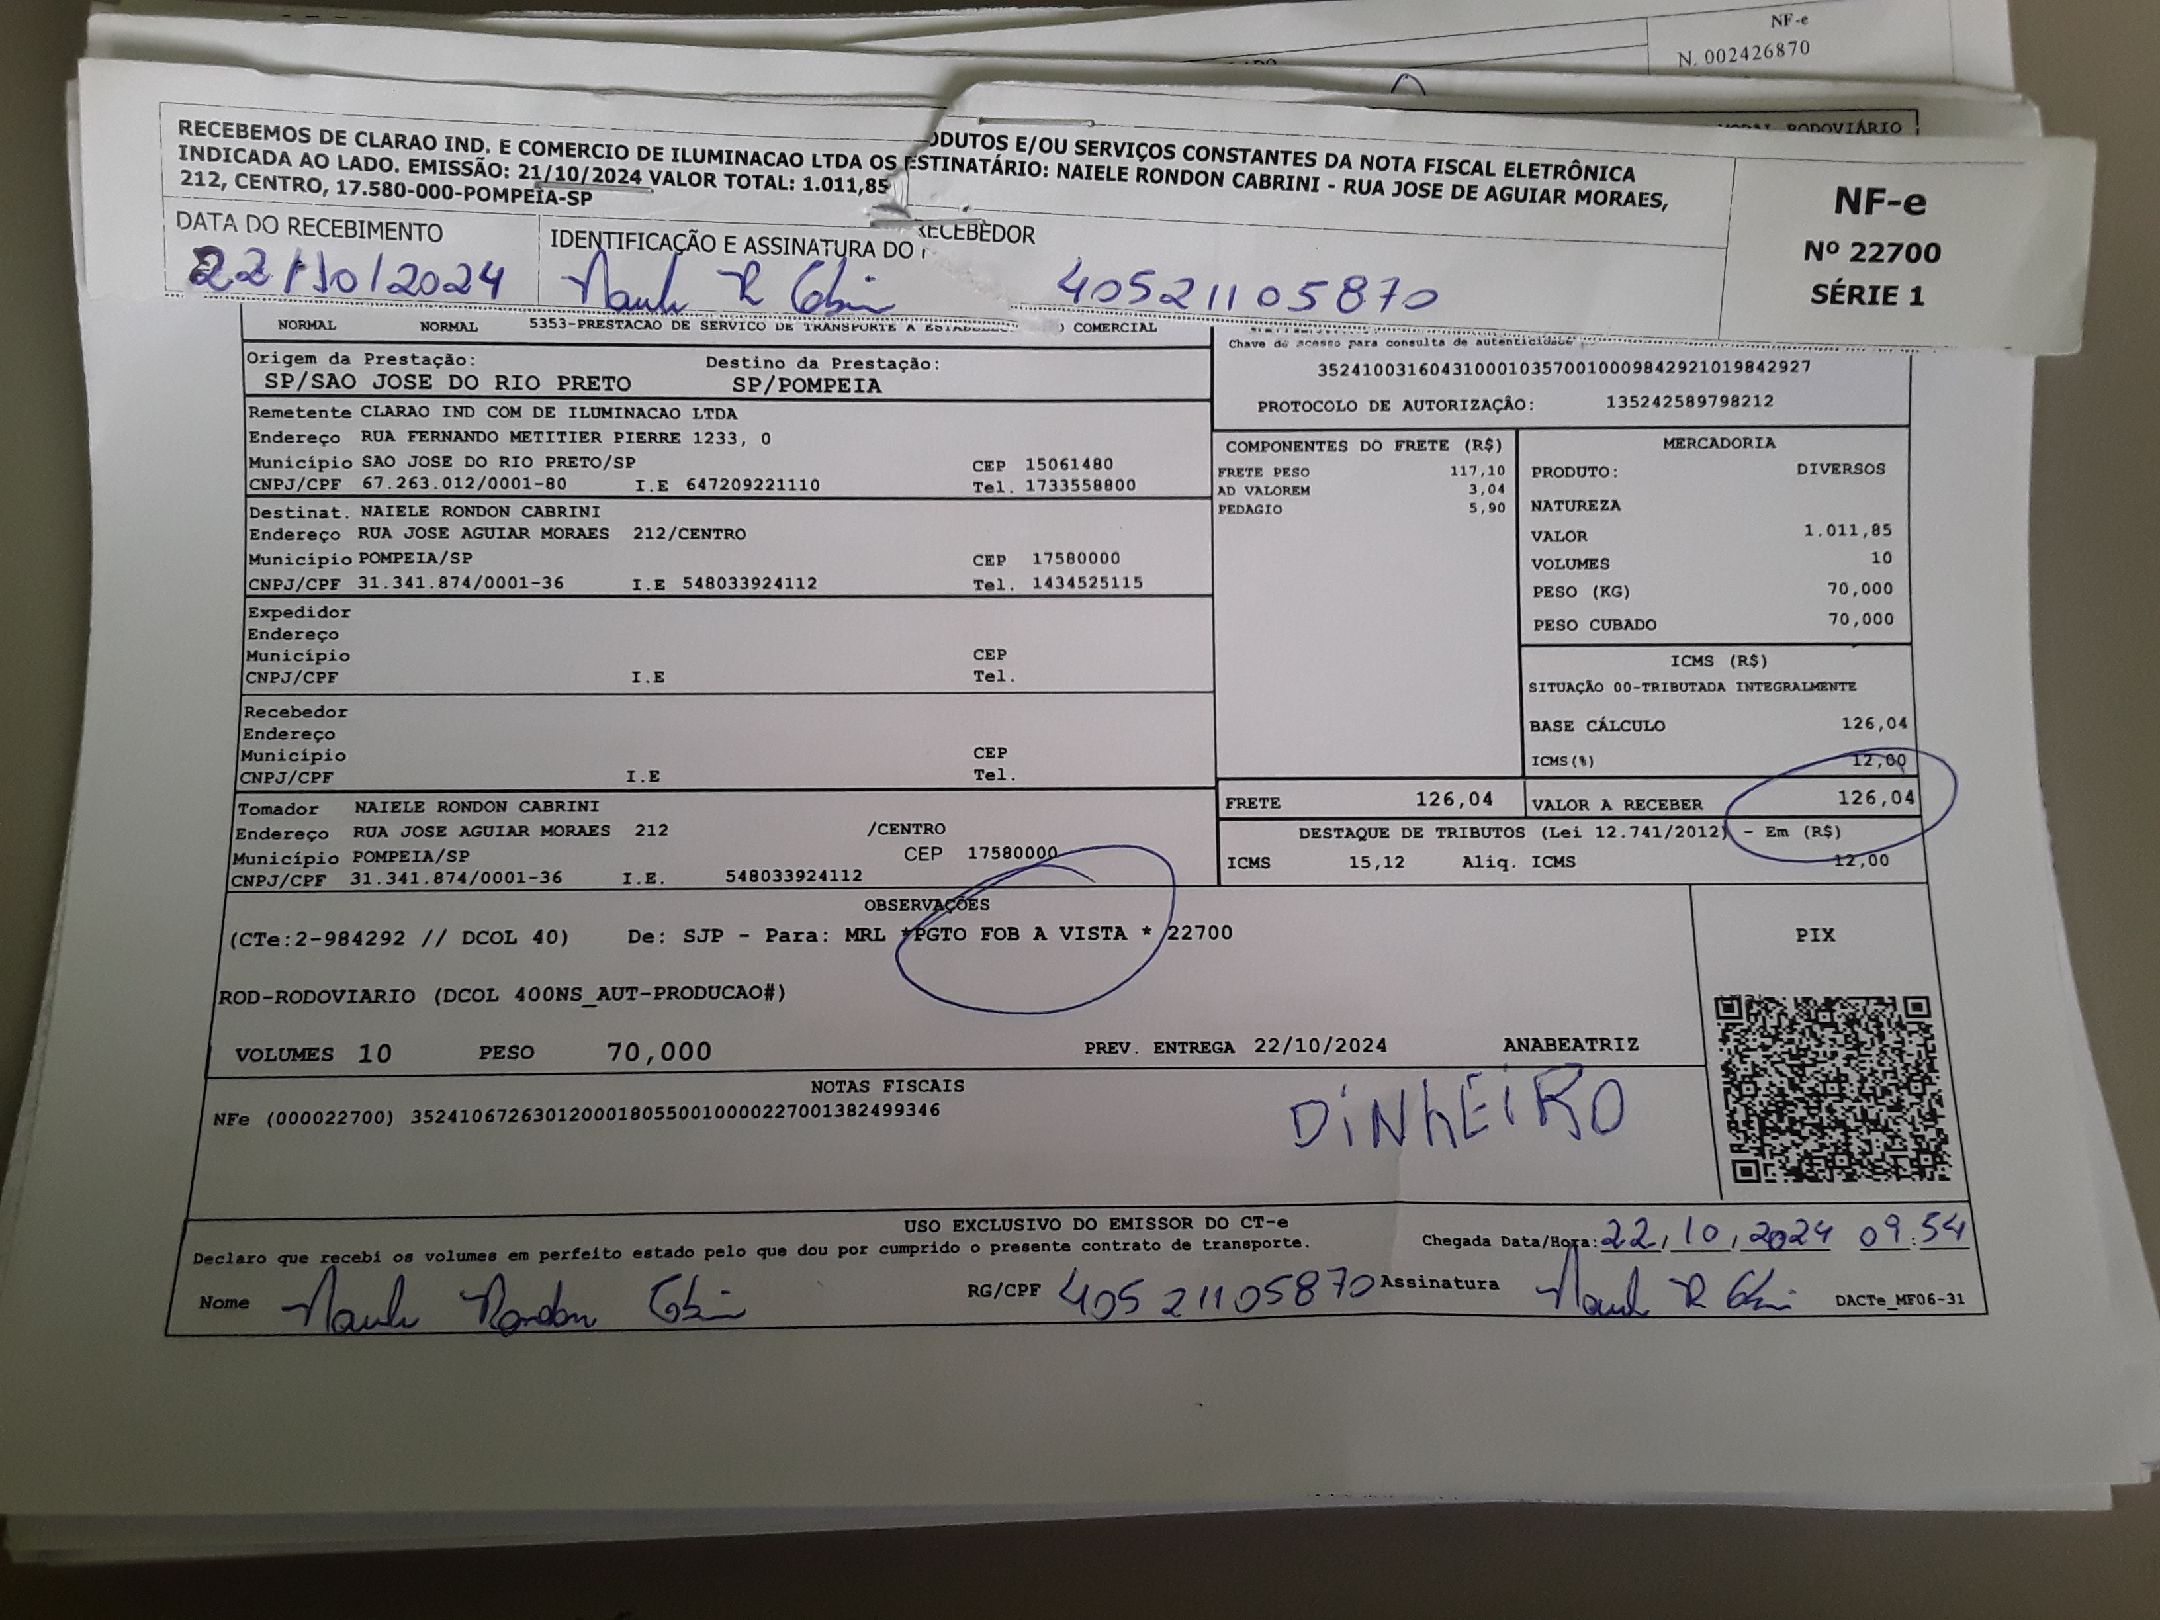 NF-e
N. 002426870
RODOVIÁRIO
RECEBEMOS DE CLARAO IND. E COMERCIO DE ILUMINACAO LTDA OS ODUTOS E/OU SERVIÇOS CONSTANTES DA NOTA FISCAL ELETRÔNICA
INDICADA AO LADO. EMISSÃO: 21/10/2024 VALOR TOTAL: 1.011,85 ESTINATÁRIO: NAIELE RONDON CABRINI - RUA JOSE DE AGUIAR MORAES,
212, CENTRO, 17.580-000-POMPEIA-SP
NF-e
Nº 22700
SÉRIE 1
DATA DO RECEBIMENTO
IDENTIFICAÇÃO E ASSINATURA DO RECEBEDOR
22/10/2024
40521105870
NORMAL NORMAL 5353-PRESTACAO DE SERVICO DE TRANSPORTE A COMERCIAL
Chave de acesso para consulta de autenticidade
35241003160431000103570010009842921019842927
PROTOCOLO DE AUTORIZAÇÃO: 135242589798212
Origem da Prestação: Destino da Prestação:
SP/SAO JOSE DO RIO PRETO SP/POMPEIA
Remetente CLARAO IND COM DE ILUMINACAO LTDA
Endereço RUA FERNANDO METITIER PIERRE 1233, 0
Município SAO JOSE DO RIO PRETO/SP CEP 15061480
CNPJ/CPF 67.263.012/0001-80 I.E 647209221110 Tel. 1733558800
Destinat. NAIELE RONDON CABRINI
Endereço RUA JOSE AGUIAR MORAES 212/CENTRO
Município POMPEIA/SP CEP 17580000
CNPJ/CPF 31.341.874/0001-36 I.E 548033924112 Tel. 1434525115
Expedidor
Endereço
Município CEP
CNPJ/CPF I.E Tel.
Recebedor
Endereço
Município CEP
CNPJ/CPF I.E Tel.
Tomador NAIELE RONDON CABRINI
Endereço RUA JOSE AGUIAR MORAES 212 /CENTRO
Município POMPEIA/SP CEP 17580000
CNPJ/CPF 31.341.874/0001-36 I.E. 548033924112
COMPONENTES DO FRETE (R$)
FRETE PESO 117,10
AD VALOREM 3,04
PEDAGIO 5,90
MERCADORIA
PRODUTO: DIVERSOS
NATUREZA
VALOR 1.011,85
VOLUMES 10
PESO (KG) 70,000
PESO CUBADO 70,000
ICMS (R$)
SITUAÇÃO 00-TRIBUTADA INTEGRALMENTE
BASE CÁLCULO 126,04
ICMS(%) 12,00
FRETE 126,04 VALOR A RECEBER 126,04
DESTAQUE DE TRIBUTOS (Lei 12.741/2012) - Em (R$)
ICMS 15,12 Aliq. ICMS 12,00
OBSERVAÇÕES
(CTe:2-984292 // DCOL 40) De: SJP - Para: MRL *PGTO FOB A VISTA * 22700
ROD-RODOVIARIO (DCOL 400NS_AUT-PRODUCAO#)
VOLUMES 10 PESO 70,000 PREV. ENTREGA 22/10/2024 ANABEATRIZ
PIX
NOTAS FISCAIS
NFe (000022700) 35241067263012000180550010000227001382499346
DINHEIRO
USO EXCLUSIVO DO EMISSOR DO CT-e
Declaro que recebi os volumes em perfeito estado pelo que dou por cumprido o presente contrato de transporte.
Chegada Data/Hora: 22,10,2024 09:54
Nome RG/CPF 40521105870 Assinatura
DACTe_MF06-31